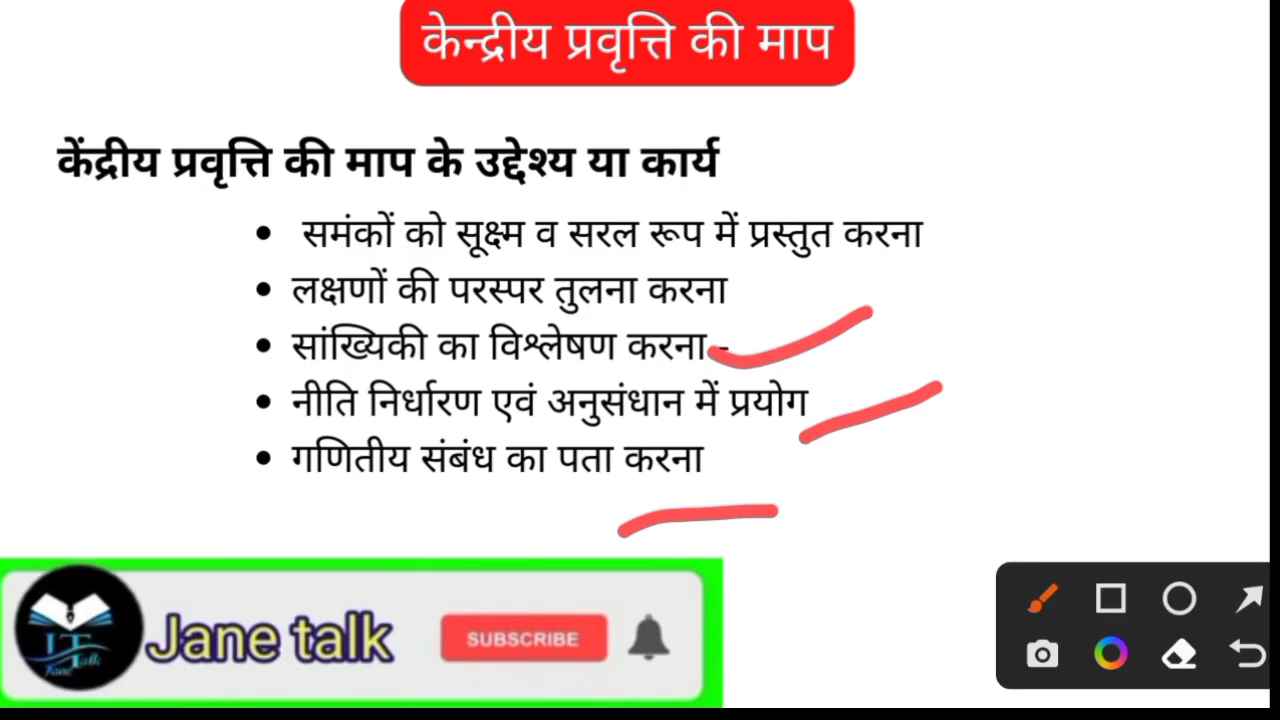 केन्द्रीय प्रवृत्ति की माप
केंद्रीय प्रवृत्ति की माप के उद्देश्य या कार्य
• समंकों को सूक्ष्म व सरल रूप में प्रस्तुत करना
• लक्षणों की परस्पर तुलना करना
• सांख्यिकी का विश्लेषण करना -
• नीति निर्धारण एवं अनुसंधान में प्रयोग
• गणितीय संबंध का पता करना
Jane talk
SUBSCRIBE